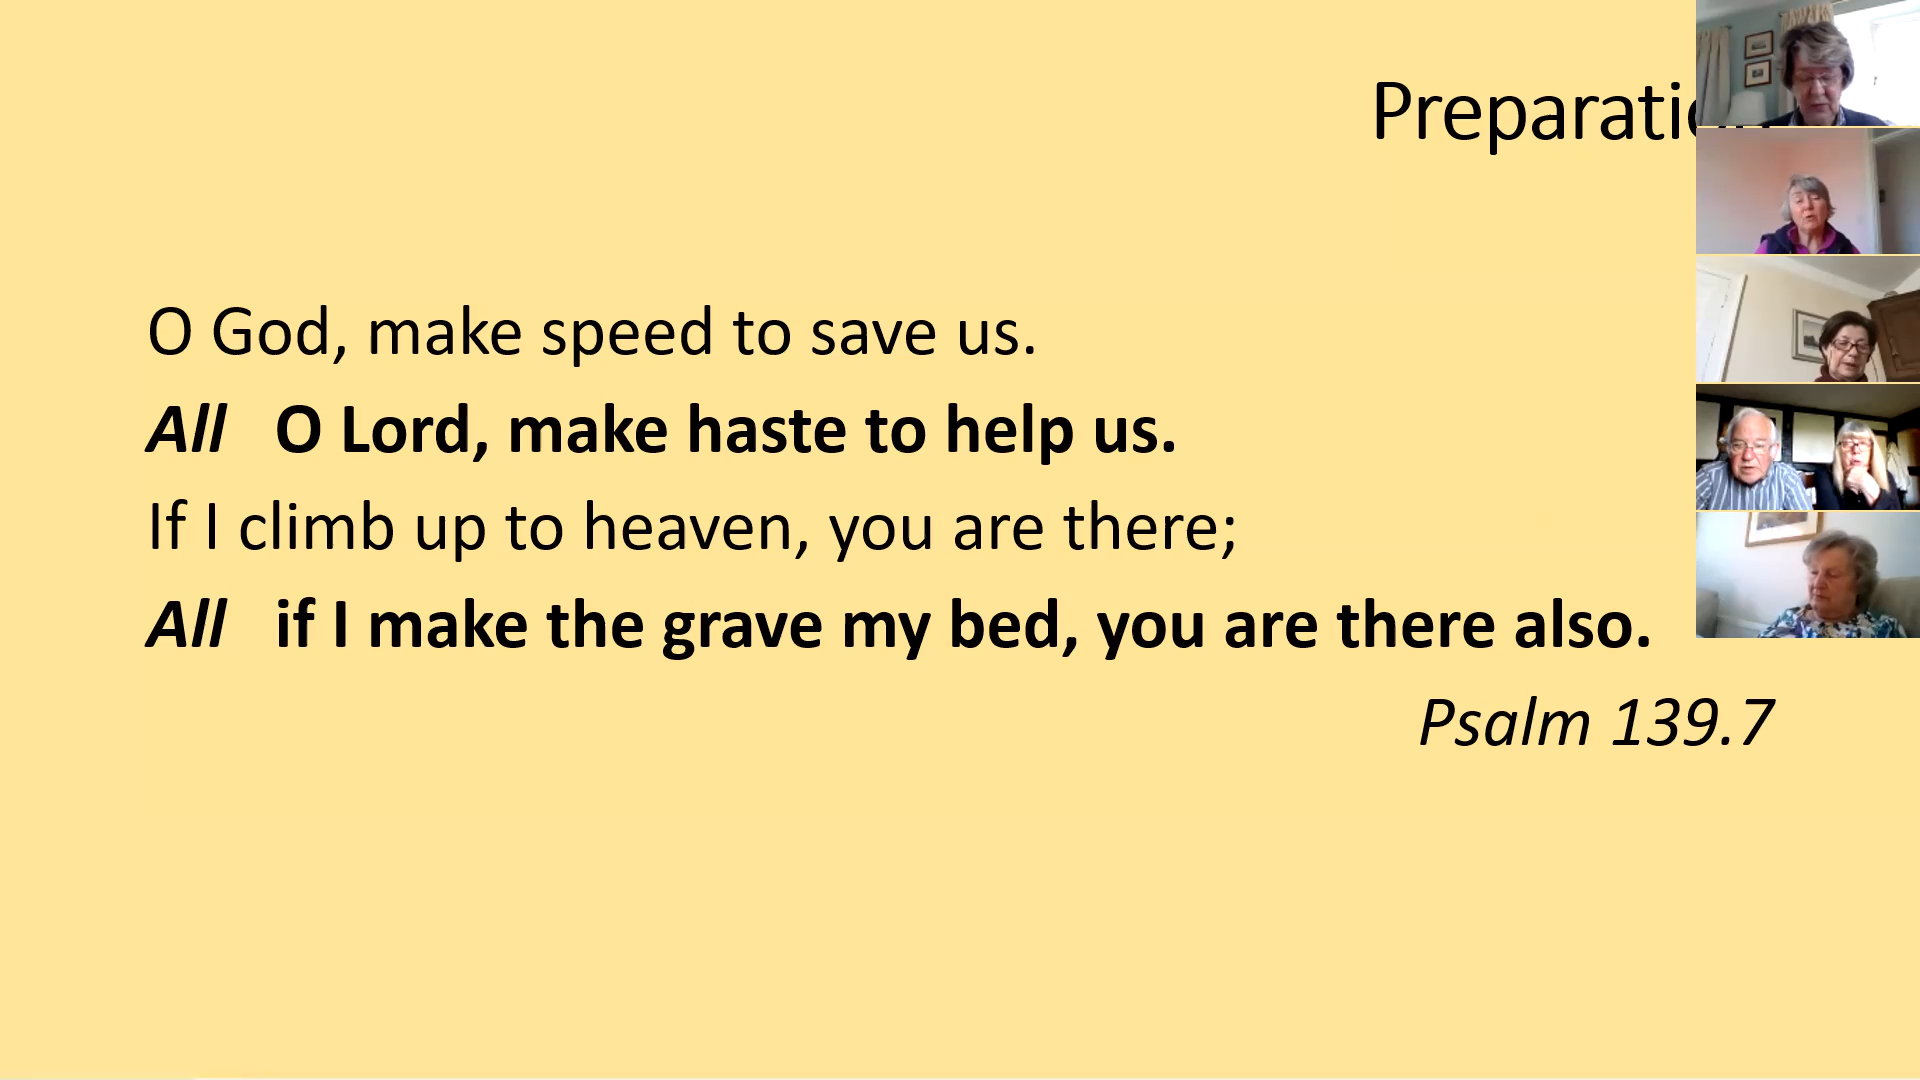 Preparation
O God, make speed to save us.
All O Lord, make haste to help us.
If I climb up to heaven, you are there;
All if I make the grave my bed, you are there also.
Psalm 139.7